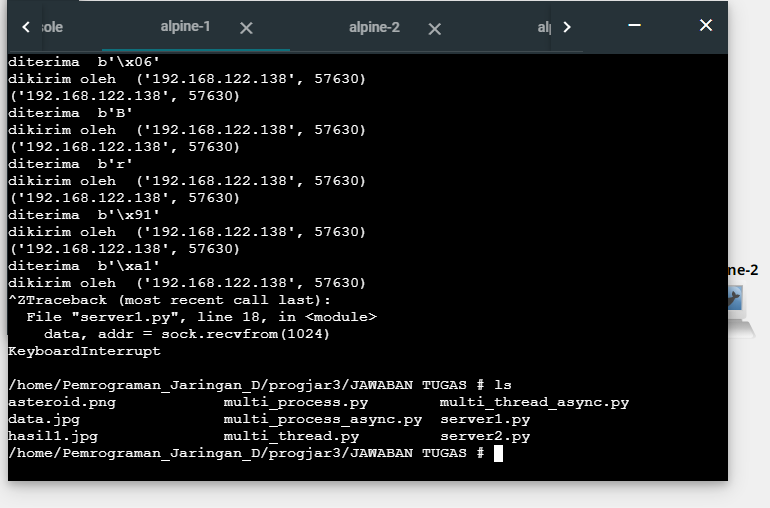 sole
alpine-1
alpine-2
diterima  b'\x06'
dikirim oleh  ('192.168.122.138', 57630)
('192.168.122.138', 57630)
diterima  b'B'
dikirim oleh  ('192.168.122.138', 57630)
('192.168.122.138', 57630)
diterima  b'r'
dikirim oleh  ('192.168.122.138', 57630)
('192.168.122.138', 57630)
diterima  b'\x91'
dikirim oleh  ('192.168.122.138', 57630)
('192.168.122.138', 57630)
diterima  b'\xa1'
dikirim oleh  ('192.168.122.138', 57630)
^ZTraceback (most recent call last):
  File "server1.py", line 18, in <module>
    data, addr = sock.recvfrom(1024)
KeyboardInterrupt
/home/Pemrograman_Jaringan_D/progjar3/JAWABAN TUGAS # ls
asteroid.png            multi_process.py        multi_thread_async.py
data.jpg                multi_process_async.py  server1.py
hasil1.jpg              multi_thread.py         server2.py
/home/Pemrograman_Jaringan_D/progjar3/JAWABAN TUGAS #
ne-2